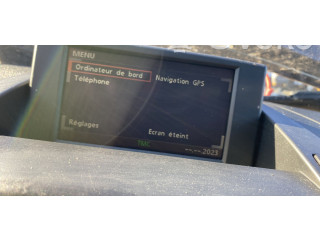 MENU
Ordinateur de bord
Navigation GPS
Téléphone
Réglages
Ecran éteint
2023